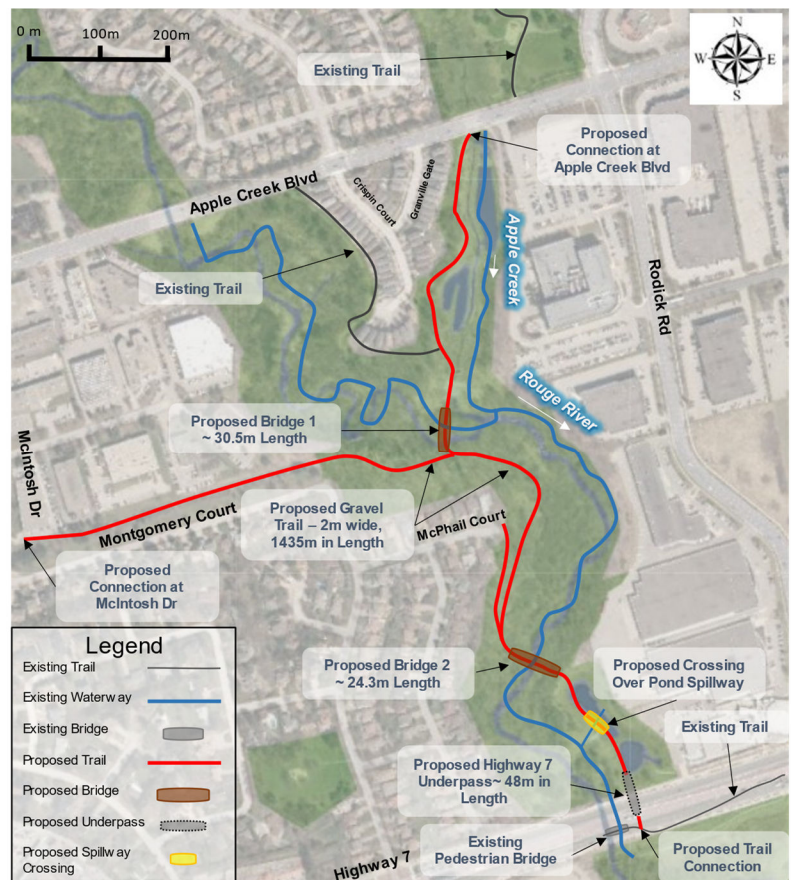 0 m 100m 200m
N
W E
S
Existing Trail
Proposed
Connection at
Apple Creek Blvd
Apple Creek Blvd
Crispin Court
Granville Gate
Apple Creek
Existing Trail
Rodick Rd
Rouge River
Proposed Bridge 1
~ 30.5m Length
McIntosh Dr
Montgomery Court
Proposed Gravel
Trail – 2m wide,
1435m in Length
McPhail Court
Proposed
Connection at
McIntosh Dr
Proposed Bridge 2
~ 24.3m Length
Proposed Crossing
Over Pond Spillway
Existing Trail
Proposed Highway 7
Underpass~ 48m in
Length
Existing
Pedestrian Bridge
Proposed Trail
Connection
Highway 7
Legend
Existing Trail
Existing Waterway
Existing Bridge
Proposed Trail
Proposed Bridge
Proposed Underpass
Proposed Spillway
Crossing